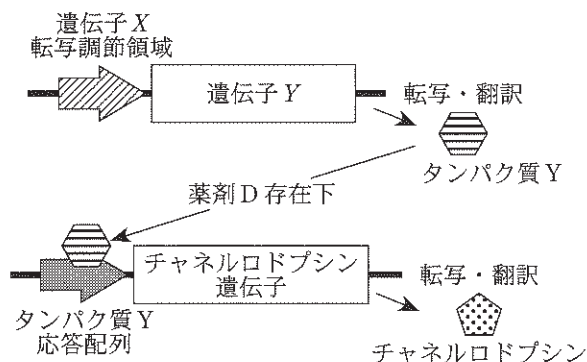 遺伝子X
転写調節領域
遺伝子Y
転写・翻訳
タンパク質Y
薬剤D存在下
チャネルロドプシン
遺伝子
転写・翻訳
タンパク質Y
応答配列
チャネルロドプシン